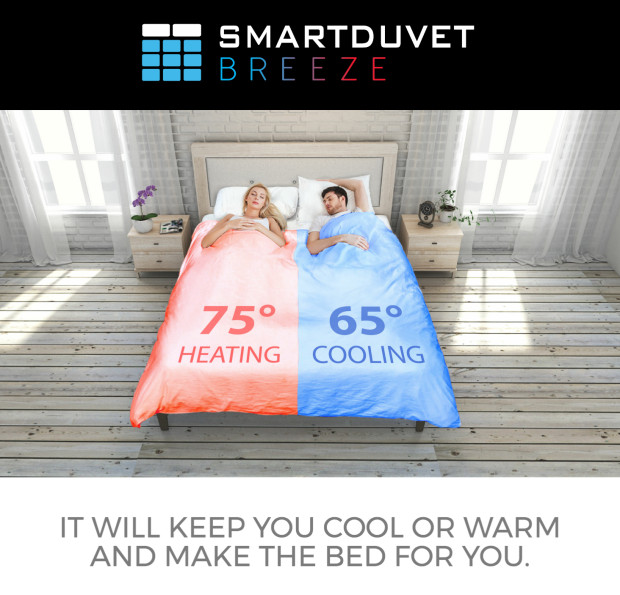 SMARTDUVET
BREEZE
75° 65°
HEATING COOLING
IT WILL KEEP YOU COOL OR WARM
AND MAKE THE BED FOR YOU.